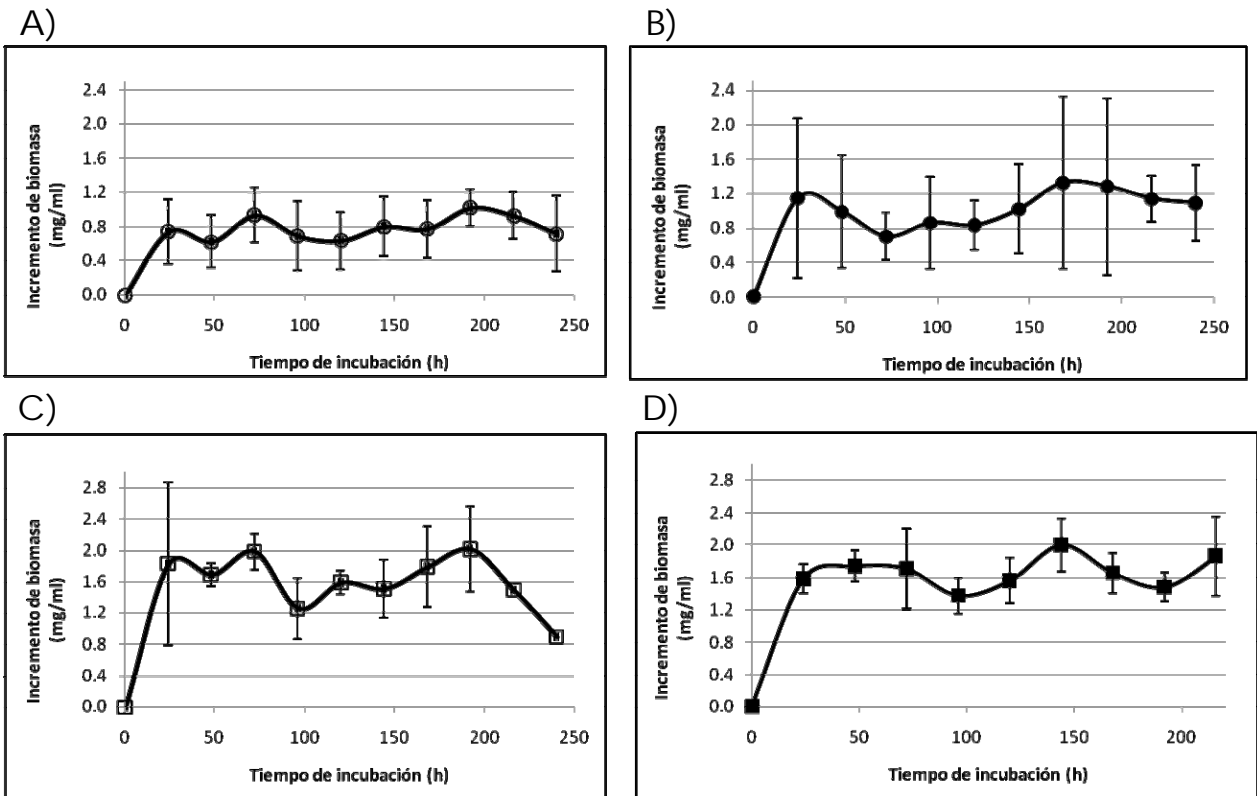 A)
Incremento de biomasa
(mg/ml)
2.4
2.0
1.6
1.2
0.8
0.4
0.0
0 50 100 150 200 250
Tiempo de incubación (h)
B)
Incremento de biomasa
(mg/ml)
2.4
2.0
1.6
1.2
0.8
0.4
0.0
0 50 100 150 200 250
Tiempo de incubación (h)
C)
Incremento de biomasa
(mg/ml)
2.8
2.4
2.0
1.6
1.2
0.8
0.4
0.0
0 50 100 150 200 250
Tiempo de incubación (h)
D)
Incremento de biomasa
(mg/ml)
2.8
2.4
2.0
1.6
1.2
0.8
0.4
0.0
0 50 100 150 200
Tiempo de incubación (h)